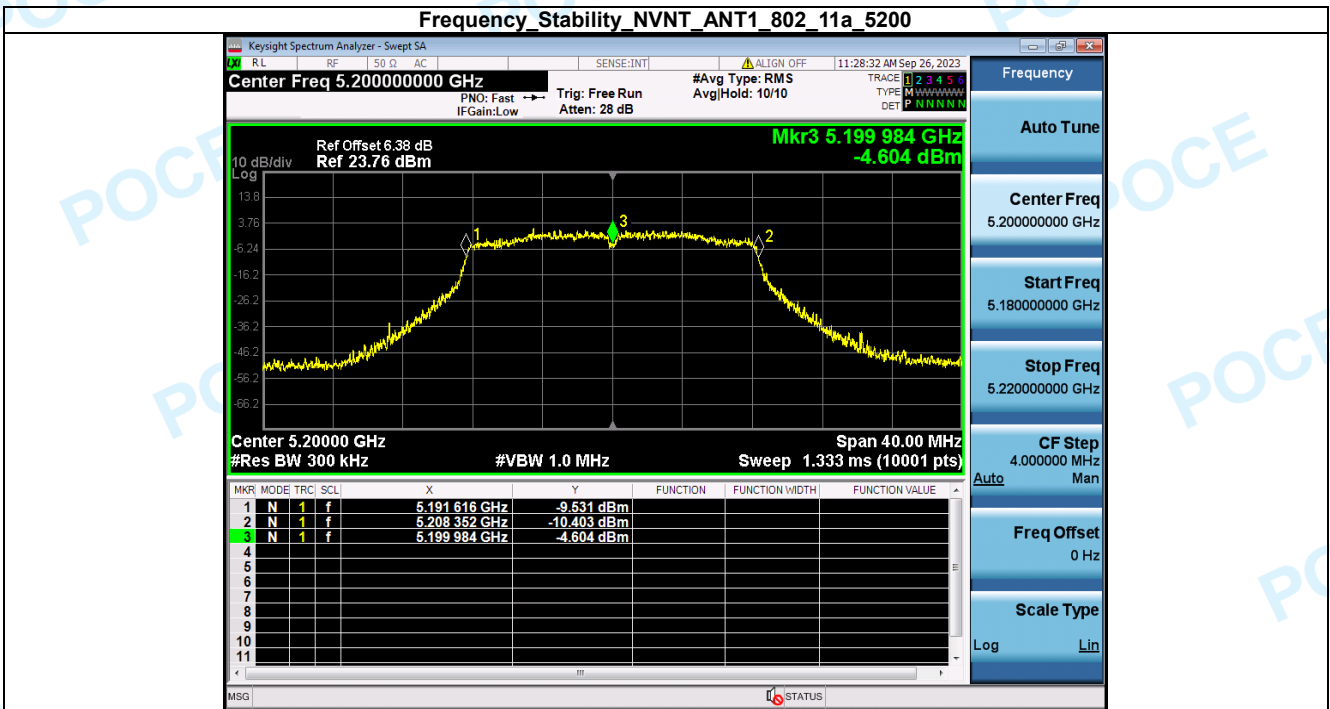 Frequency_Stability_NVNT_ANT1_802_11a_5200
Keysight Spectrum Analyzer - Swept SA
LXI RL RF 50 Ω AC SENSE:INT ALIGN OFF 11:28:32 AM Sep 26, 2023
Center Freq 5.200000000 GHz
PNO: Fast
IFGain:Low
Trig: Free Run
Atten: 28 dB
#Avg Type: RMS
Avg|Hold: 10/10
TRACE 1 2 3 4 5 6
TYPE M WWWWW
DET P N N N N N
Mkr3 5.199 984 GHz
-4.604 dBm
Ref Offset 6.38 dB
10 dB/div Ref 23.76 dBm
Log
13.8
3.76
-6.24
-16.2
-26.2
-36.2
-46.2
-56.2
-66.2
1
3
2
Center 5.20000 GHz Span 40.00 MHz
#Res BW 300 kHz #VBW 1.0 MHz Sweep 1.333 ms (10001 pts)
MKR MODE TRC SCL X Y FUNCTION FUNCTION WIDTH FUNCTION VALUE
1 N 1 f 5.191 616 GHz -9.531 dBm
2 N 1 f 5.208 352 GHz -10.403 dBm
3 N 1 f 5.199 984 GHz -4.604 dBm
4
5
6
7
8
9
10
11
MSG STATUS
Frequency
Auto Tune
Center Freq
5.200000000 GHz
Start Freq
5.180000000 GHz
Stop Freq
5.220000000 GHz
CF Step
4.000000 MHz
Auto Man
Freq Offset
0 Hz
Scale Type
Log Lin
POCE
POCE